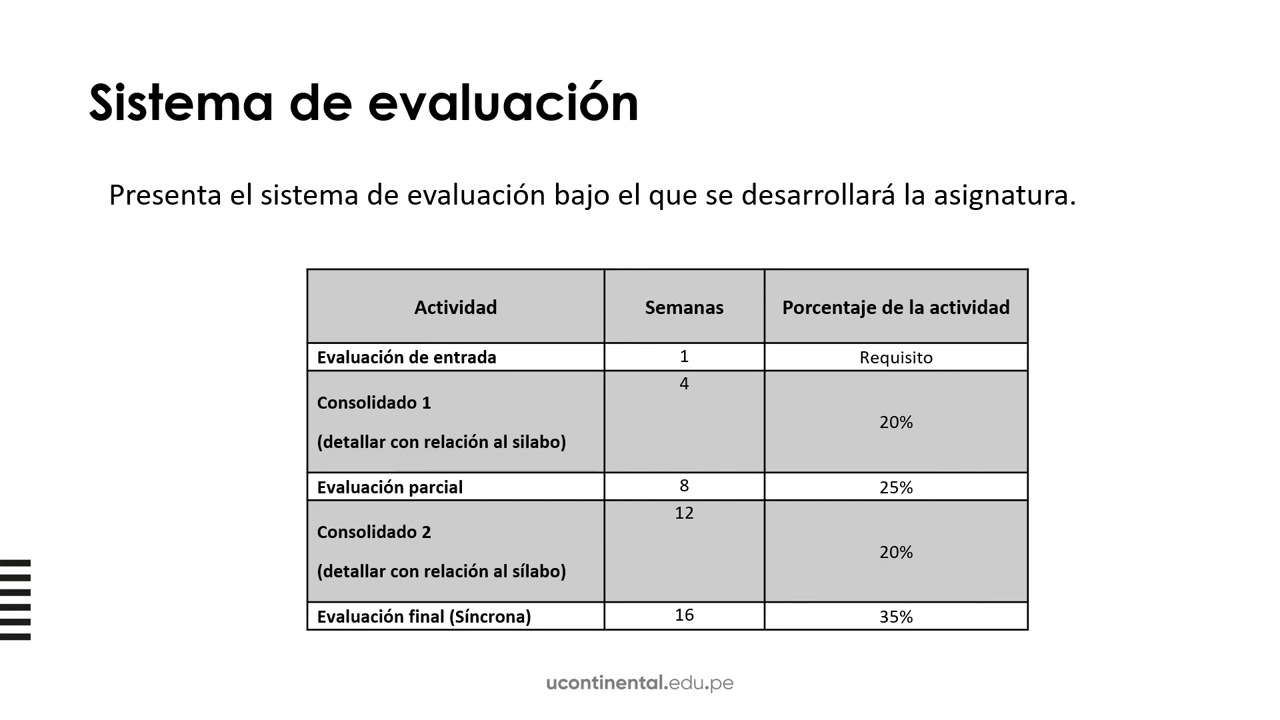 Sistema de evaluación
Presenta el sistema de evaluación bajo el que se desarrollará la asignatura.
Actividad Semanas Porcentaje de la actividad
Evaluación de entrada 1 Requisito
Consolidado 1
(detallar con relación al silabo) 4 20%
Evaluación parcial 8 25%
Consolidado 2
(detallar con relación al sílabo) 12 20%
Evaluación final (Síncrona) 16 35%
ucontinental.edu.pe